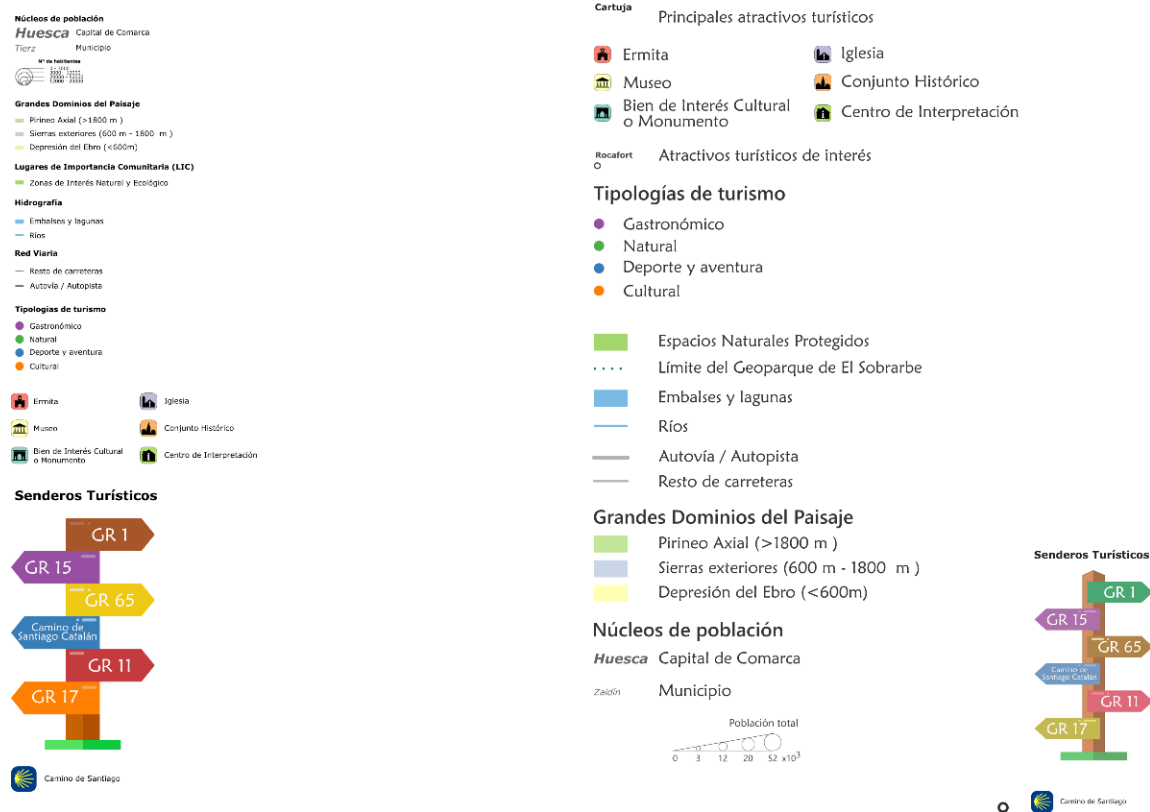 Núcleos de población
Huesca Capital de Comarca
Tierz Municipio
Nº de habitantes
Grandes Dominios del Paisaje
Pirineo Axial (>1800 m )
Sierras exteriores (600 m - 1800 m )
Depresión del Ebro (<600m)
Lugares de Importancia Comunitaria (LIC)
Zonas de Interés Natural y Ecológico
Hidrografía
Embalses y lagunas
Ríos
Red Viaria
Resto de carreteras
Autovía / Autopista
Tipologías de turismo
Gastronómico
Natural
Deporte y aventura
Cultural
Ermita Iglesia
Museo Conjunto Histórico
Bien de Interés Cultural
o Monumento
Centro de Interpretación
Senderos Turísticos
GR 1
GR 15
GR 65
Camino de
Santiago Catalán
GR 11
GR 17
Camino de Santiago
Cartuja
Principales atractivos turísticos
Ermita Iglesia
Museo Conjunto Histórico
Bien de Interés Cultural
o Monumento
Centro de Interpretación
Rocafort Atractivos turísticos de interés
Tipologías de turismo
Gastronómico
Natural
Deporte y aventura
Cultural
Espacios Naturales Protegidos
Límite del Geoparque de El Sobrarbe
Embalses y lagunas
Ríos
Autovía / Autopista
Resto de carreteras
Grandes Dominios del Paisaje
Pirineo Axial (>1800 m )
Sierras exteriores (600 m - 1800 m )
Depresión del Ebro (<600m)
Núcleos de población
Huesca Capital de Comarca
Zaidín Municipio
Población total
0 3 12 20 52 x10³
Senderos Turísticos
GR 1
GR 15
GR 65
Camino de
Santiago Catalán
GR 11
GR 17
Camino de Santiago